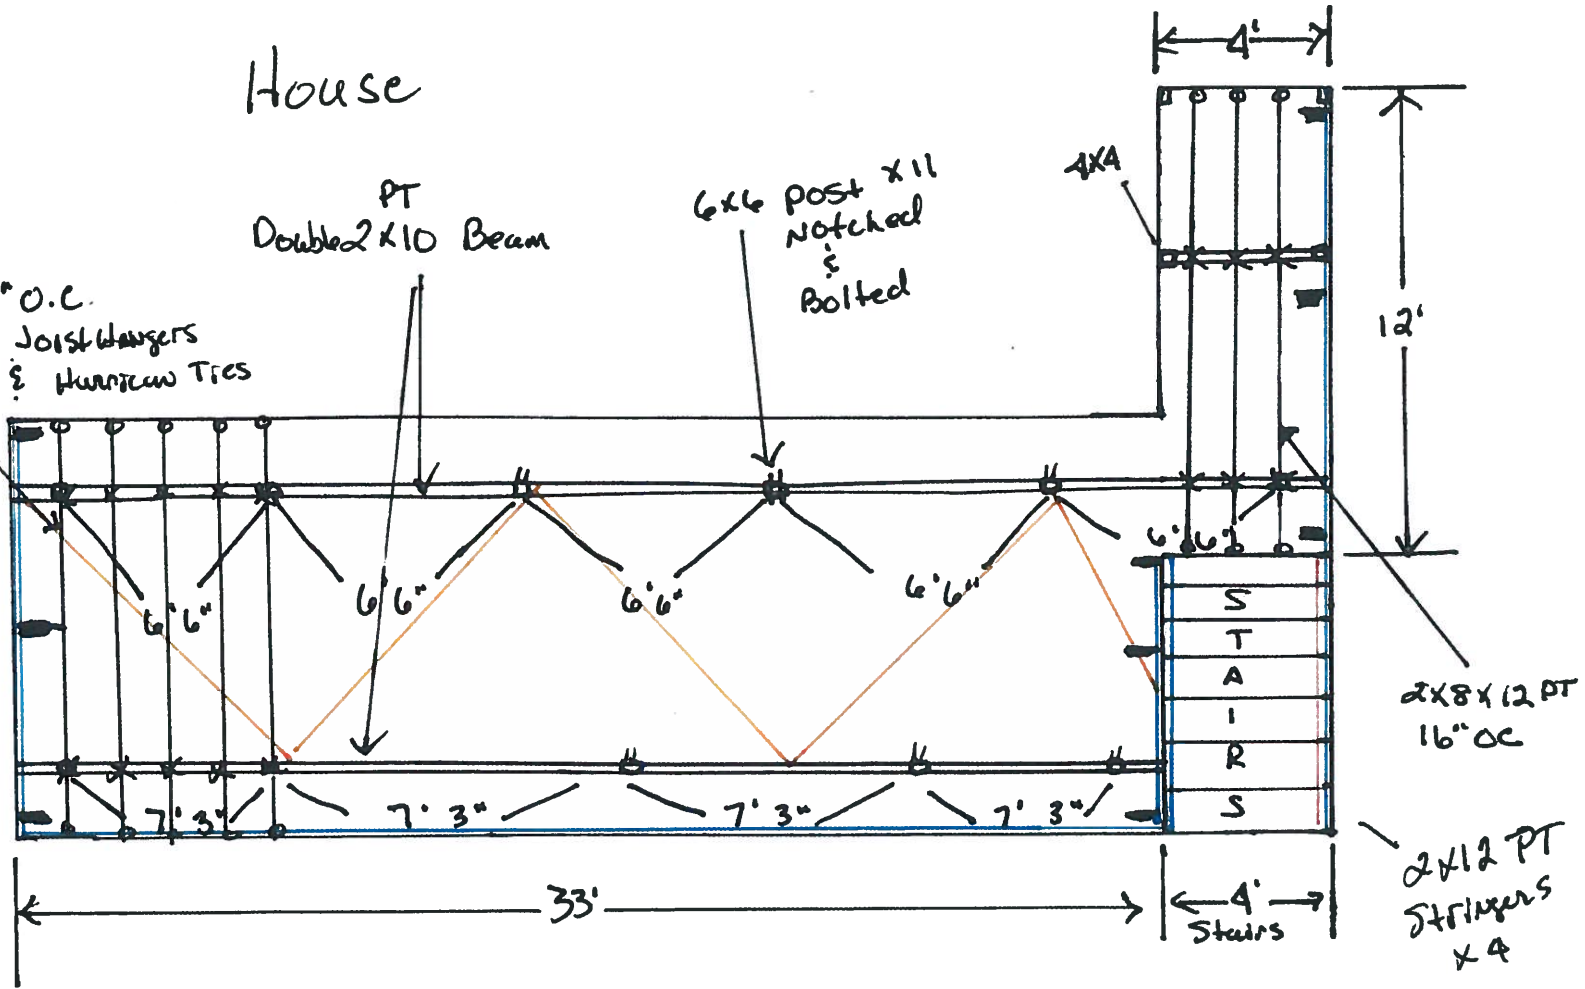 4'
House
6x6 Post x11
Notched
&
Bolted
4x4
PT
Double 2x10 Beam
" O.C.
Joist Hangers
& Hurrican Ties
12'
6'6"
6'6"
6'6"
6'6"
6'6"
STAIRS
2x8x12 PT
16" OC
7'3"
7'3"
7'3"
7'3"
2x12 PT
Stringers
x4
33'
4'
Stairs